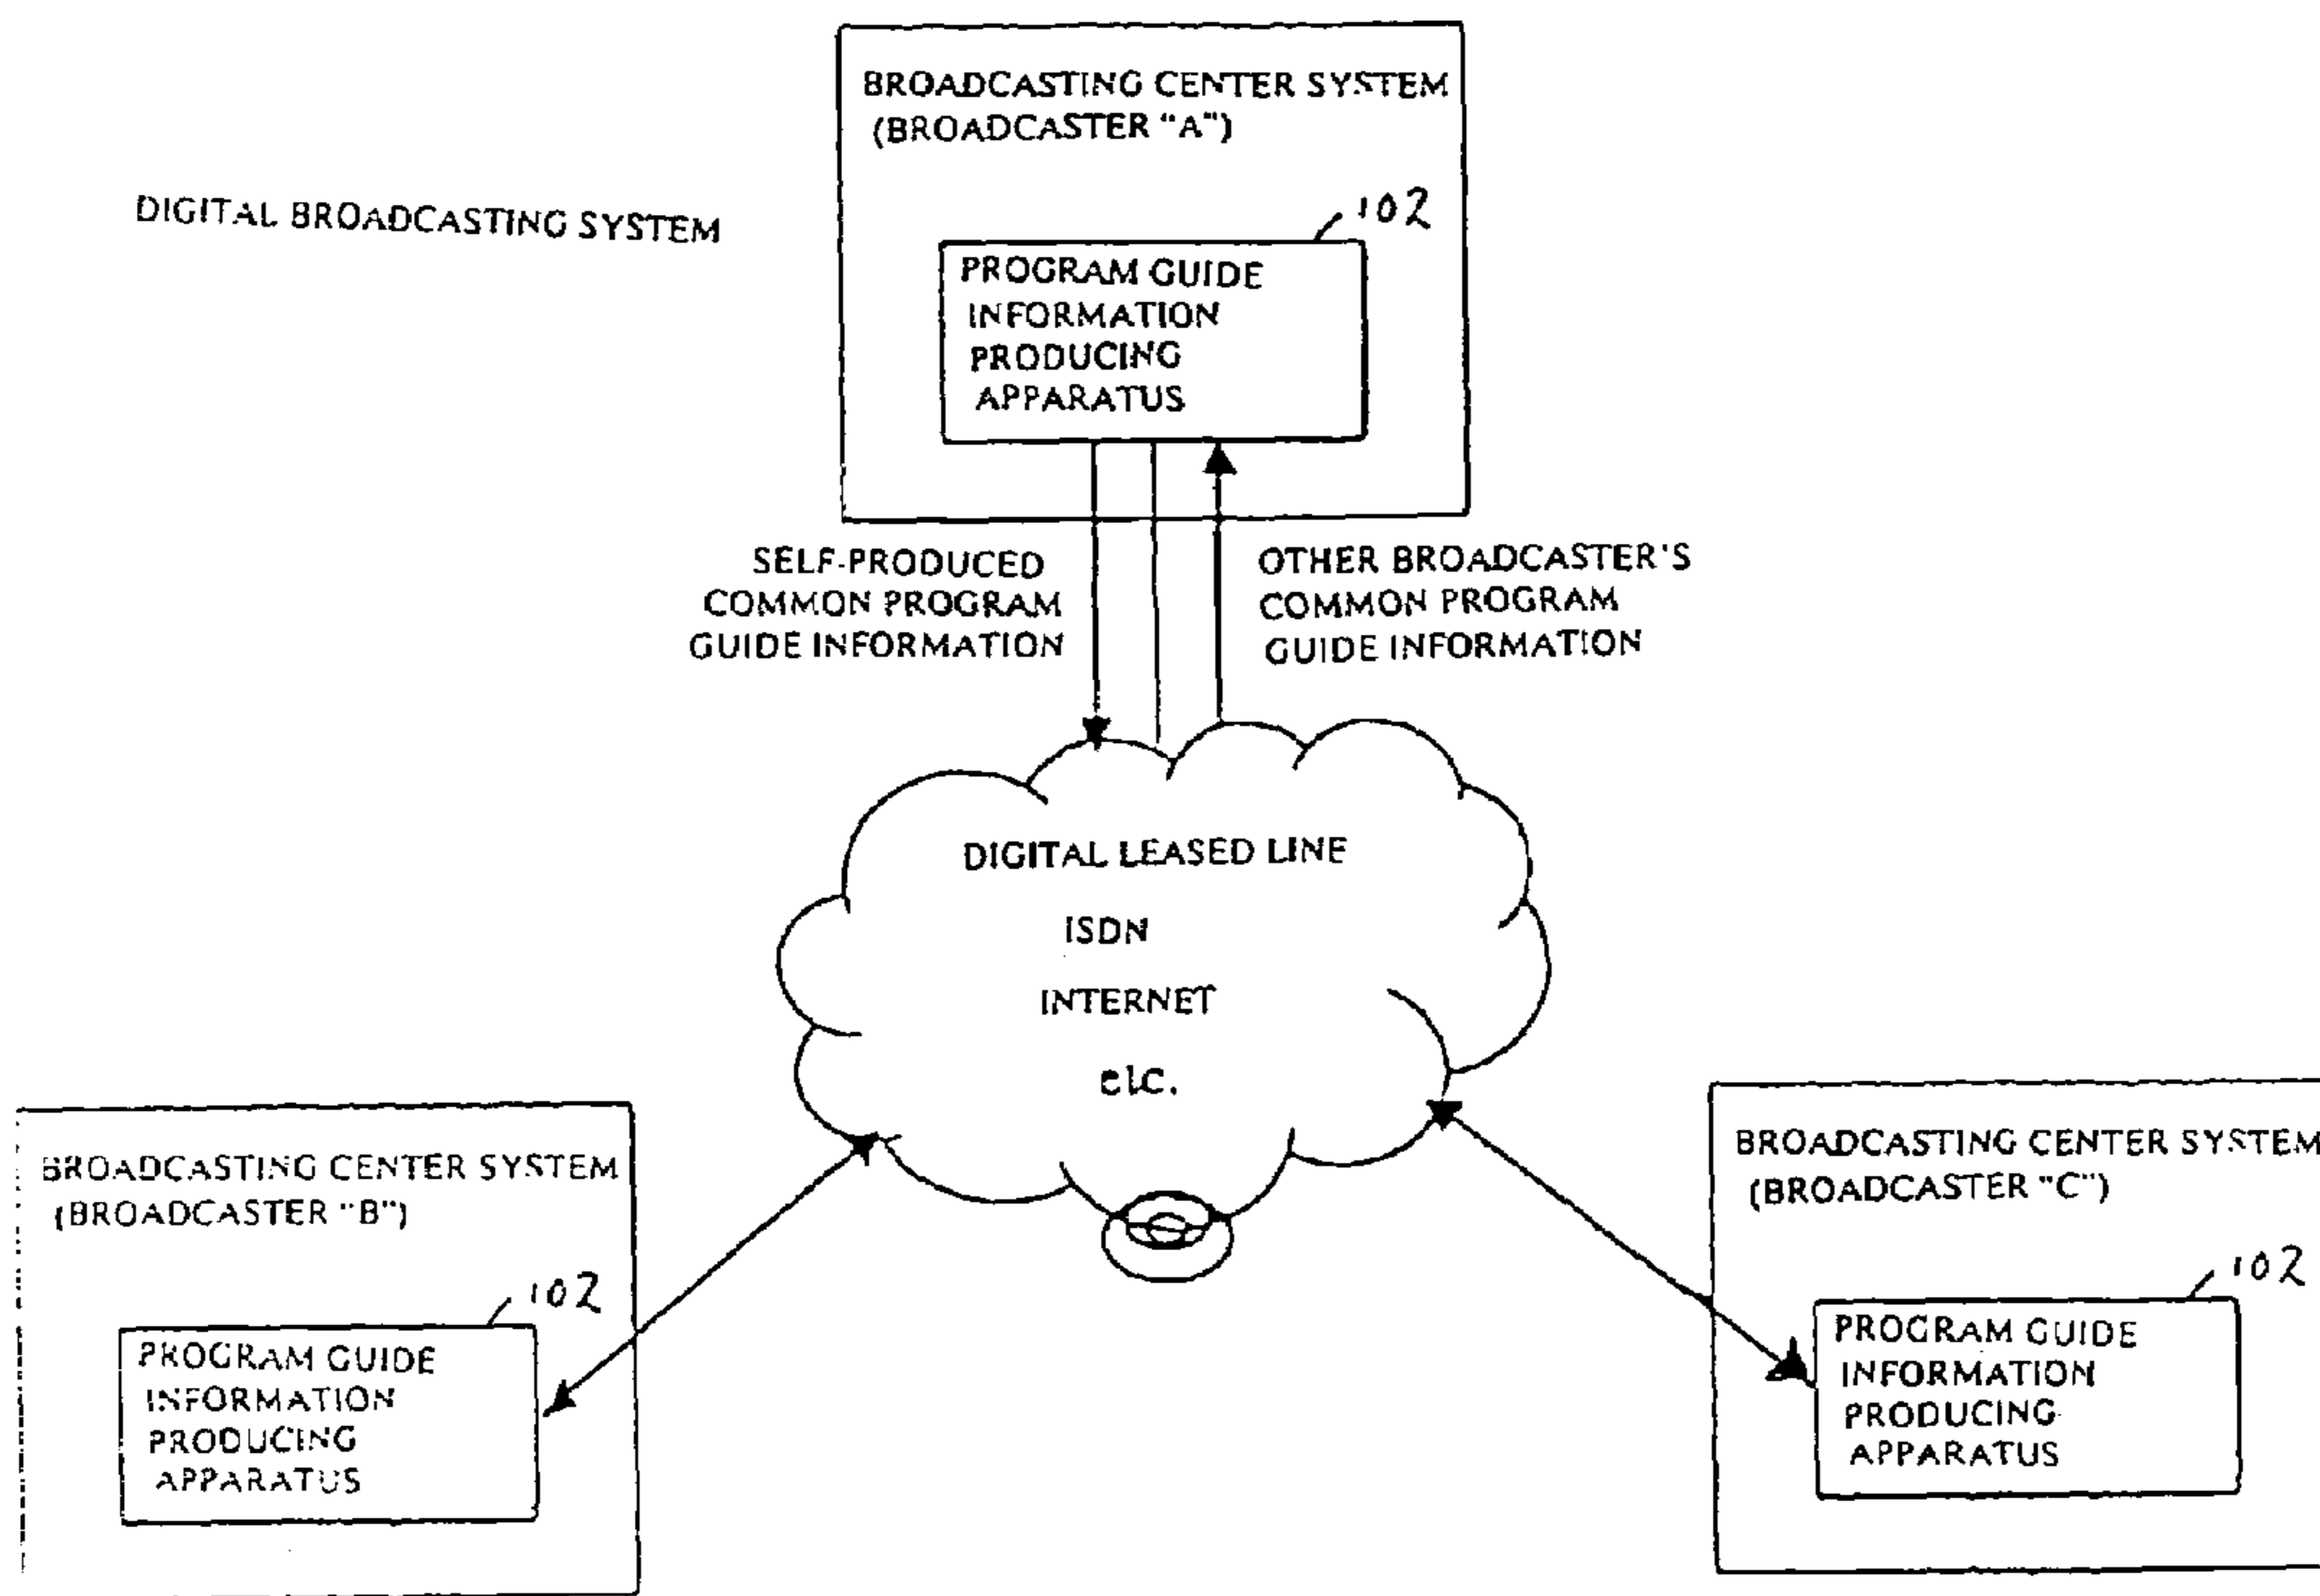 BROADCASTING CENTER SYSTEM
(BROADCASTER "A")
DIGITAL BROADCASTING SYSTEM
102
PROGRAM GUIDE
INFORMATION
PRODUCING
APPARATUS
SELF-PRODUCED
COMMON PROGRAM
GUIDE INFORMATION
OTHER BROADCASTER'S
COMMON PROGRAM
GUIDE INFORMATION
DIGITAL LEASED LINE
ISDN
INTERNET
etc.
BROADCASTING CENTER SYSTEM
(BROADCASTER "B")
102
PROGRAM GUIDE
INFORMATION
PRODUCING
APPARATUS
BROADCASTING CENTER SYSTEM
(BROADCASTER "C")
102
PROGRAM GUIDE
INFORMATION
PRODUCING
APPARATUS